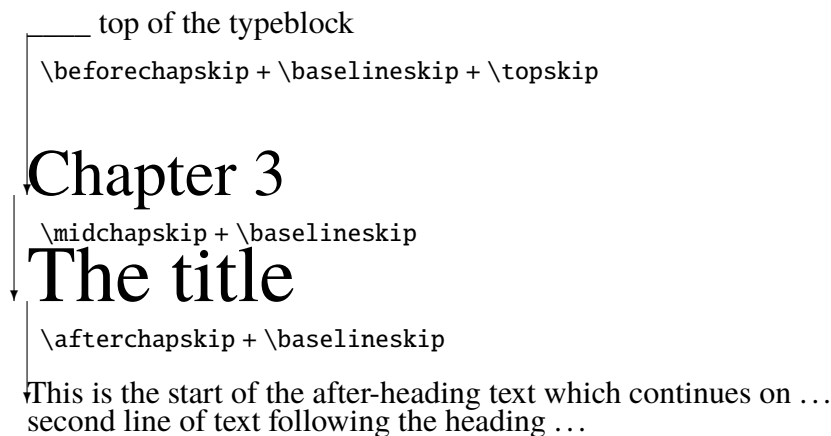 ____ top of the typeblock
\beforechapskip + \baselineskip + \topskip
Chapter 3
\midchapskip + \baselineskip
The title
\afterchapskip + \baselineskip
This is the start of the after-heading text which continues on …
second line of text following the heading …